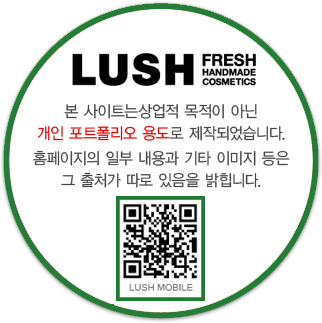 LUSH FRESH
HANDMADE
COSMETICS
본 사이트는상업적 목적이 아닌
개인 포트폴리오 용도로 제작되었습니다.
홈페이지의 일부 내용과 기타 이미지 등은
그 출처가 따로 있음을 밝힙니다.
LUSH MOBILE